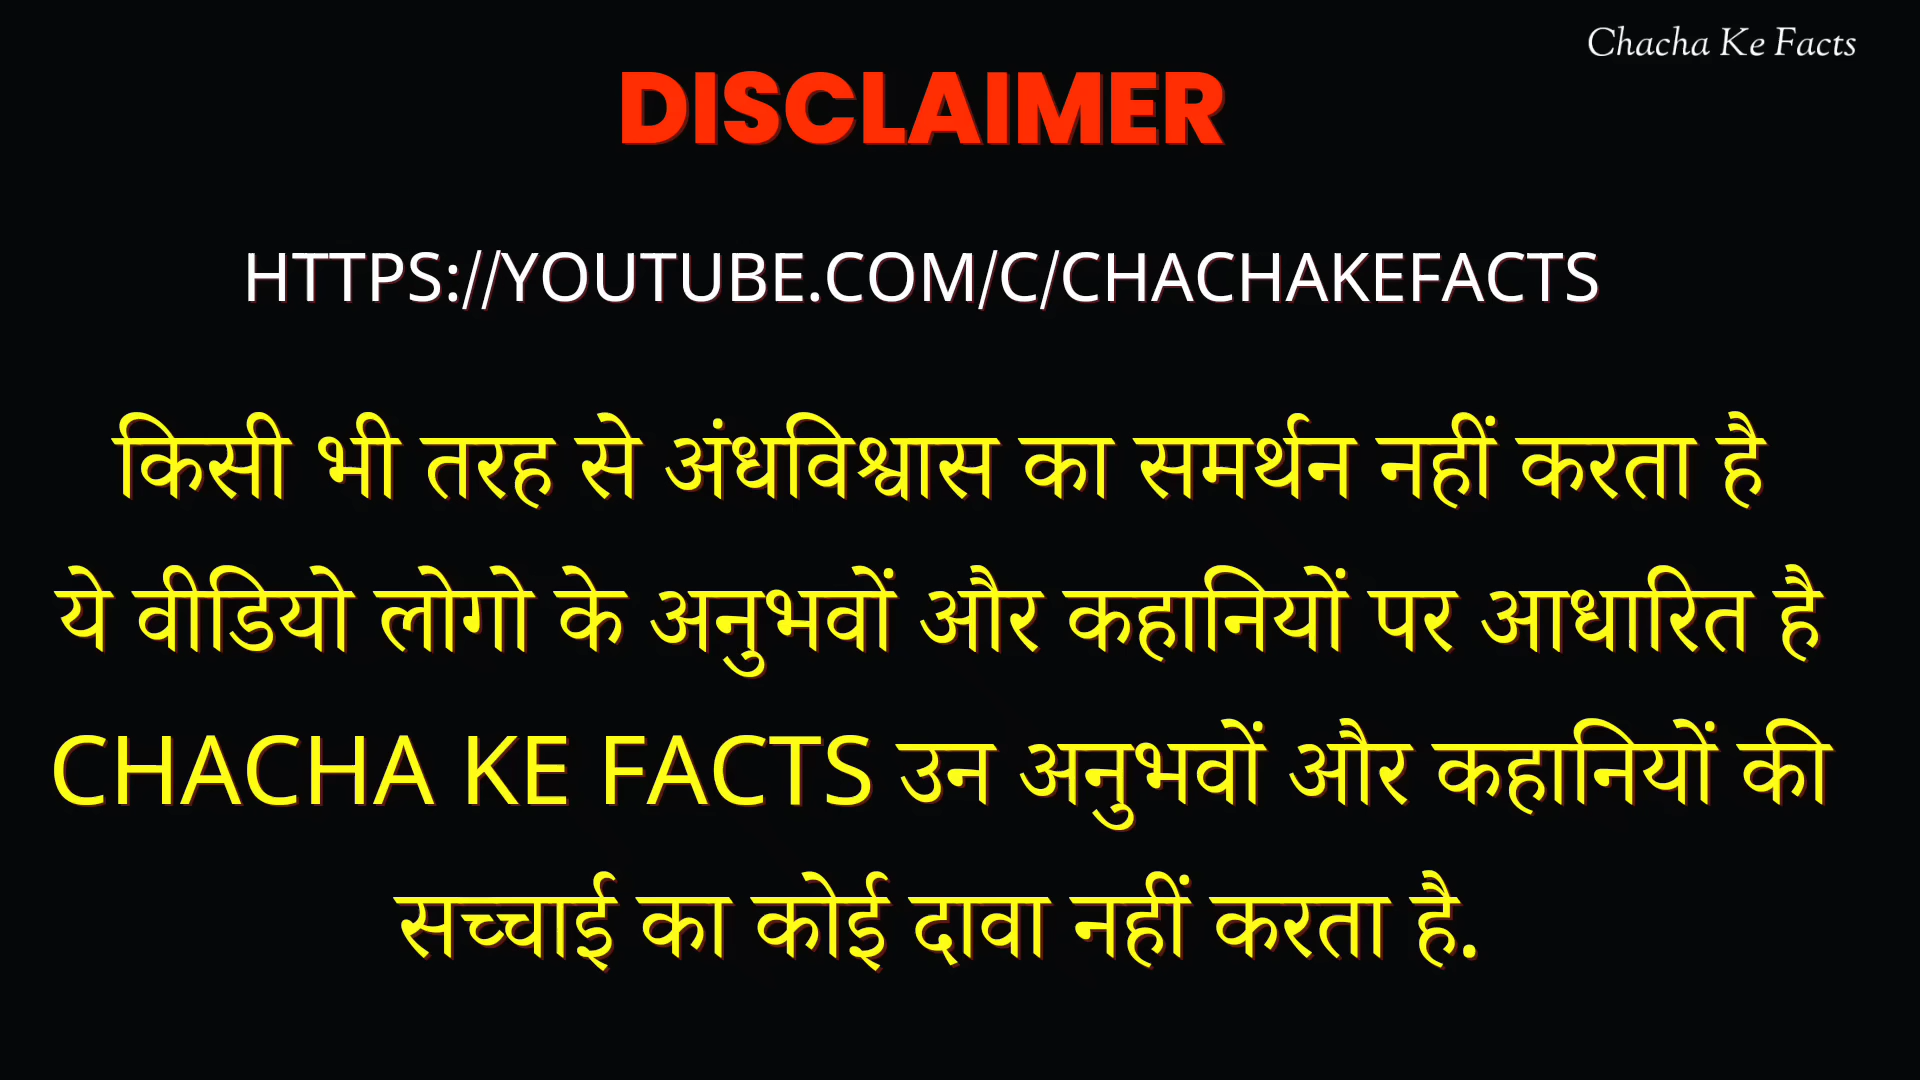 Chacha Ke Facts
DISCLAIMER
HTTPS://YOUTUBE.COM/C/CHACHAKEFACTS
किसी भी तरह से अंधविश्वास का समर्थन नहीं करता है
ये वीडियो लोगो के अनुभवों और कहानियों पर आधारित है
CHACHA KE FACTS उन अनुभवों और कहानियों की
सच्चाई का कोई दावा नहीं करता है.